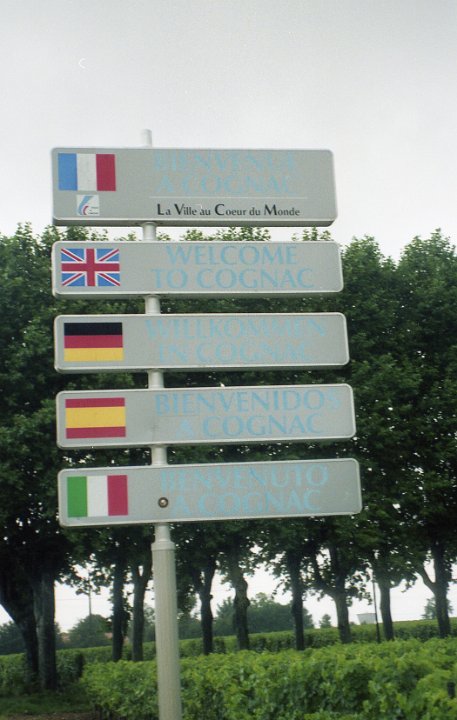 BIENVENUE
A COGNAC
La Ville au Coeur du Monde
WELCOME
TO COGNAC
WILLKOMMEN
IN COGNAC
BIENVENIDOS
A COGNAC
BENVENUTO
A COGNAC